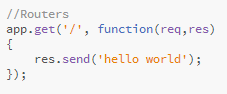 //Routers
app.get('/', function(req,res)
{
    res.send('hello world');
});